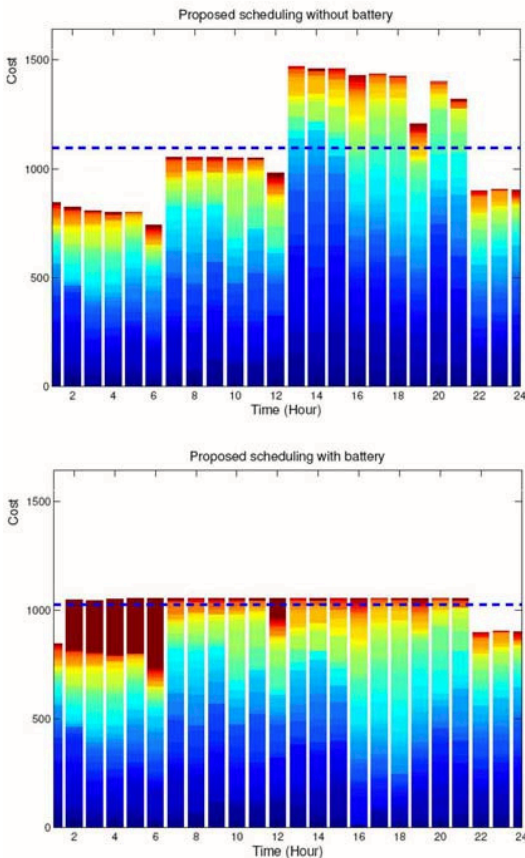 Proposed scheduling without battery
Cost
1500
1000
500
0
2 4 6 8 10 12 14 16 18 20 22 24
Time (Hour)
Proposed scheduling with battery
Cost
1500
1000
500
0
2 4 6 8 10 12 14 16 18 20 22 24
Time (Hour)